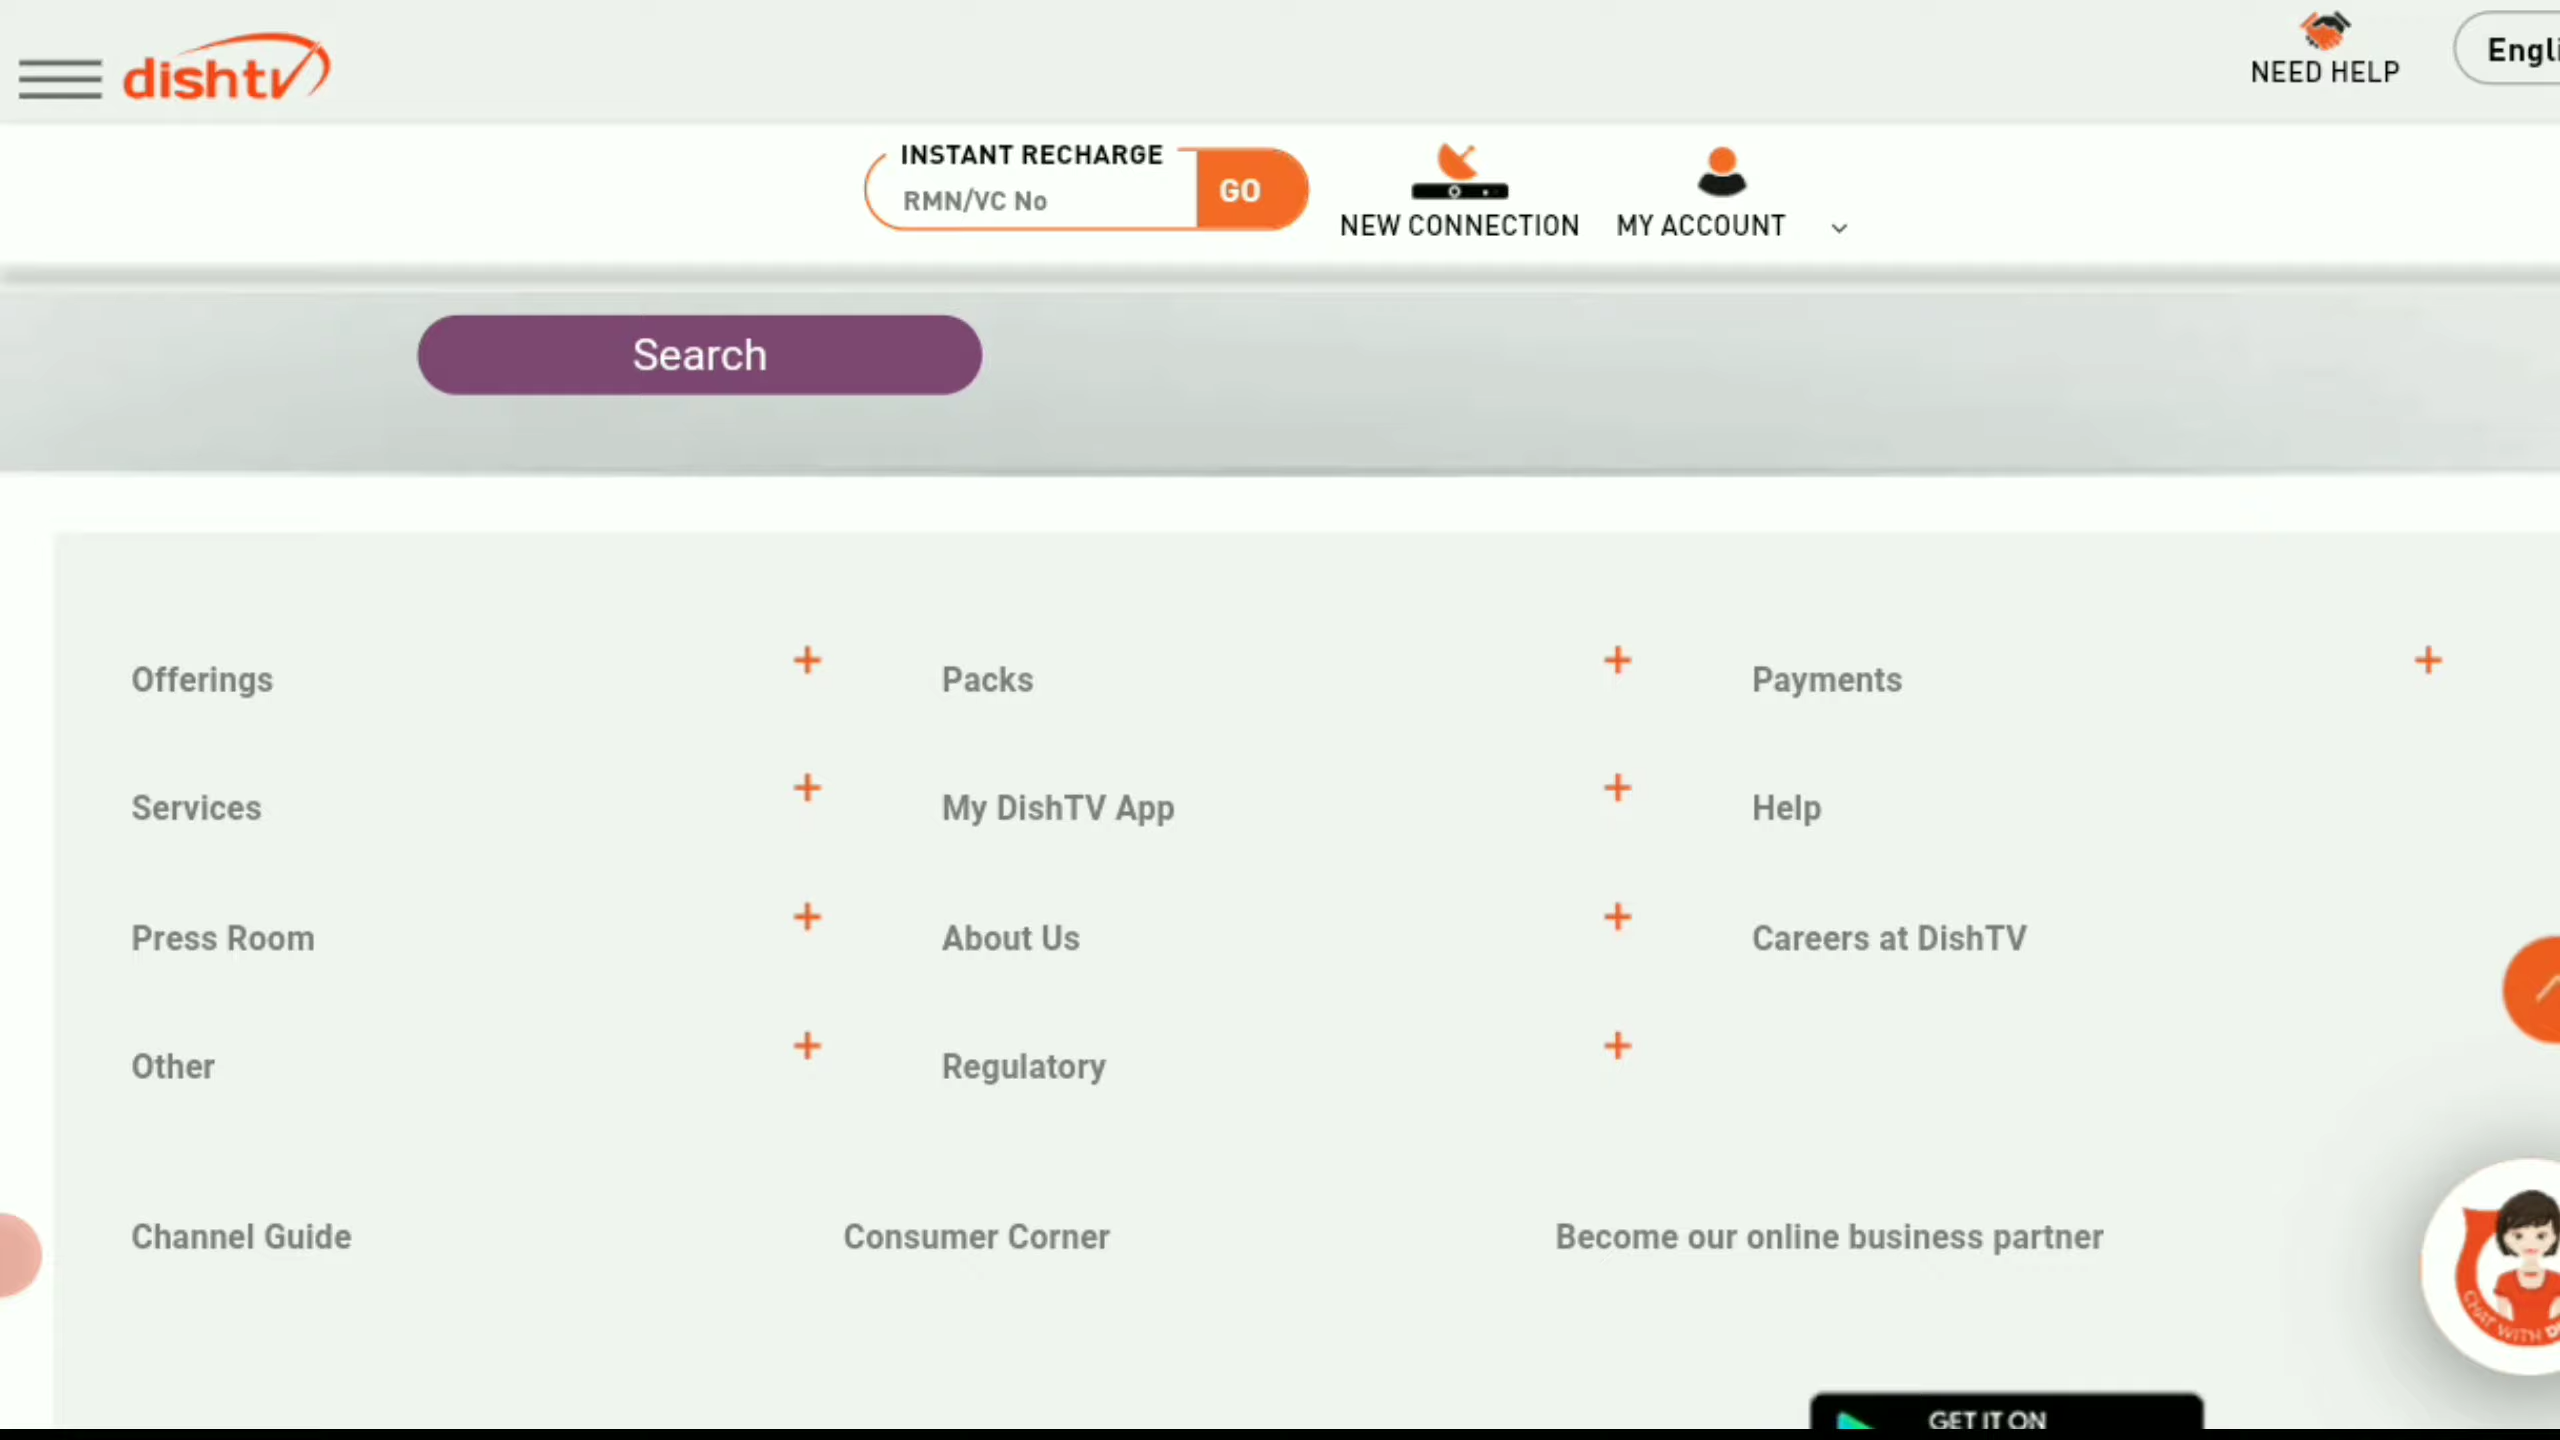 dishtv
NEED HELP
Engli
INSTANT RECHARGE
RMN/VC No
GO
NEW CONNECTION
MY ACCOUNT
Search
Offerings
Packs
Payments
Services
My DishTV App
Help
Press Room
About Us
Careers at DishTV
Other
Regulatory
Channel Guide
Consumer Corner
Become our online business partner
CHAT WITH D
GET IT ON